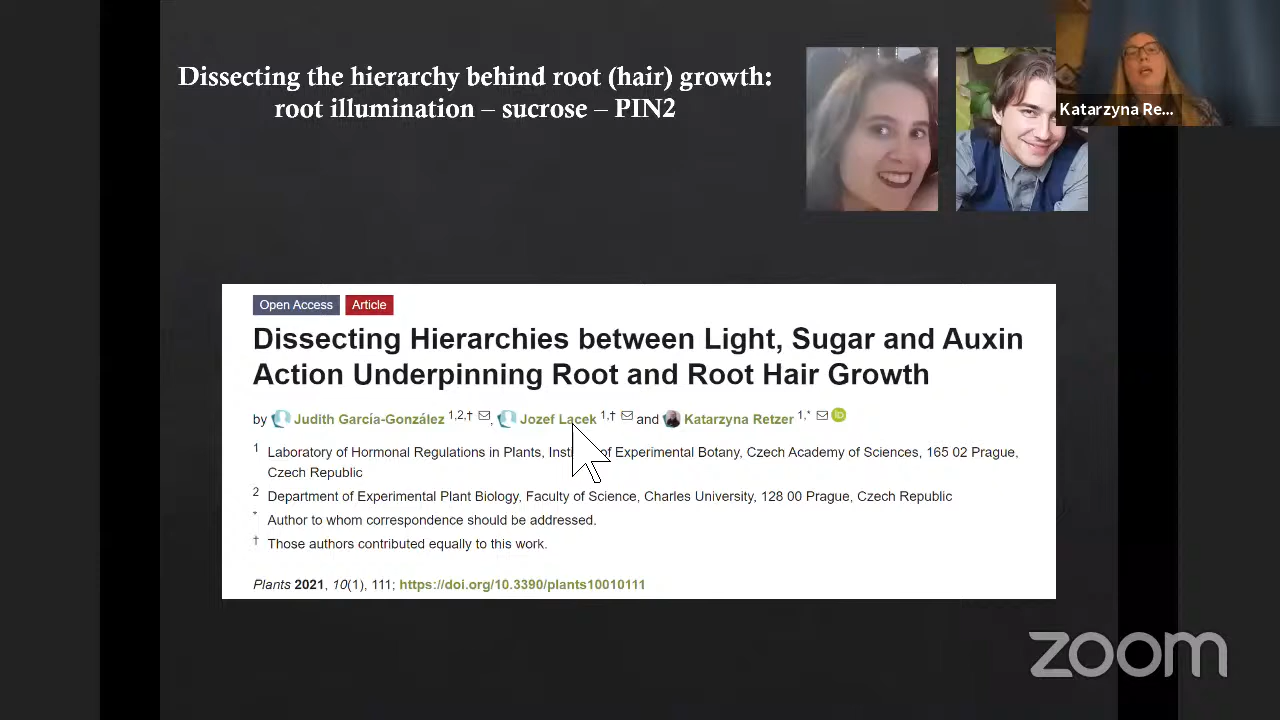 Dissecting the hierarchy behind root (hair) growth:
root illumination – sucrose – PIN2
Katarzyna Re...
Open Access Article
Dissecting Hierarchies between Light, Sugar and Auxin
Action Underpinning Root and Root Hair Growth
by Judith García-González 1,2,†, Jozef Lacek 1,† and Katarzyna Retzer 1,* iD
1 Laboratory of Hormonal Regulations in Plants, of Experimental Botany, Czech Academy of Sciences, 165 02 Prague,
Czech Republic
2 Department of Experimental Plant Biology, Faculty of Science, Charles University, 128 00 Prague, Czech Republic
* Author to whom correspondence should be addressed.
† Those authors contributed equally to this work.
Plants 2021, 10(1), 111; https://doi.org/10.3390/plants10010111
zoom